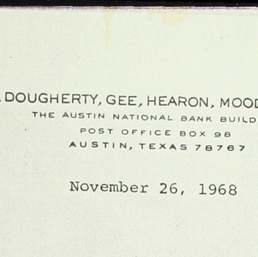 DOUGHERTY, GEE, HEARON, MOOD
THE AUSTIN NATIONAL BANK BUILD
POST OFFICE BOX 98
AUSTIN, TEXAS 78767
November 26, 1968